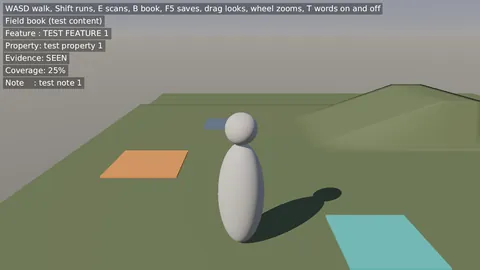 WASD walk, Shift runs, E scans, B book, F5 saves, drag looks, wheel zooms, T words on and off
Field book (test content)
Feature : TEST FEATURE 1
Property: test property 1
Evidence: SEEN
Coverage: 25%
Note : test note 1